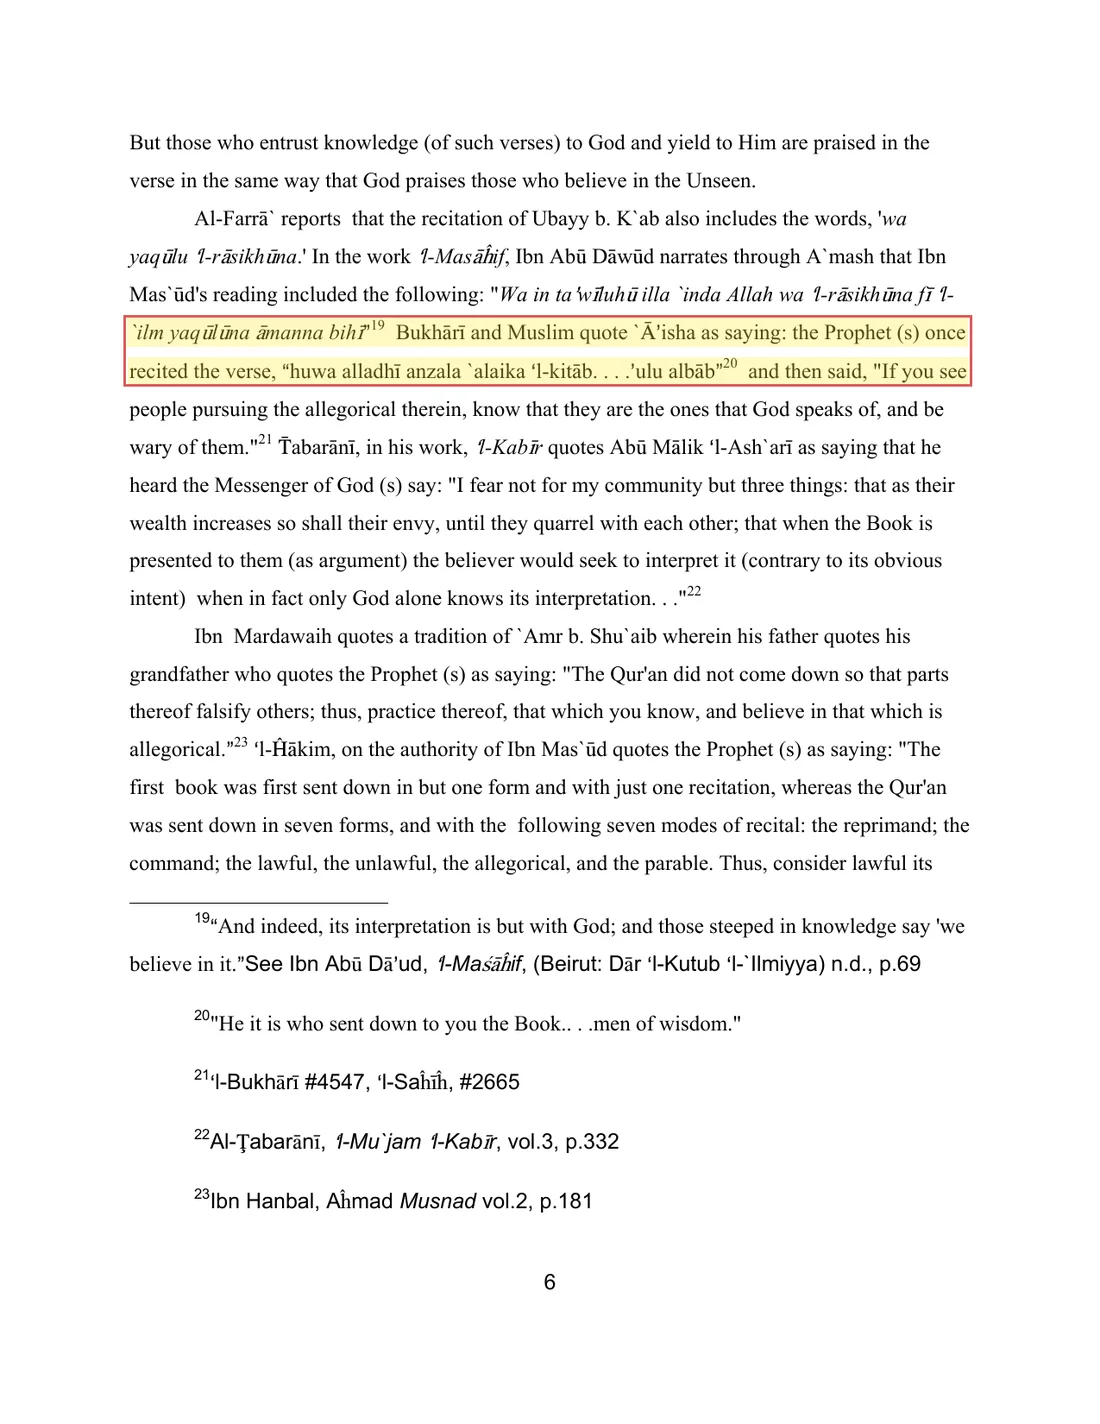 But those who entrust knowledge (of such verses) to God and yield to Him are praised in the
verse in the same way that God praises those who believe in the Unseen.
Al-Farrā` reports  that the recitation of Ubayy b. K`ab also includes the words, 'wa
yaqūlu ‘l-rāsikhūna.' In the work ‘l-Masāĥif, Ibn Abū Dāwūd narrates through A`mash that Ibn
Mas`ūd's reading included the following: "Wa in ta’wīluhū illa `inda Allah wa ‘l-rāsikhūna fī ‘l-
`ilm yaqūlūna āmanna bihī”19  Bukhārī and Muslim quote `Ā’isha as saying: the Prophet (s) once
recited the verse, “huwa alladhī anzala `alaika ‘l-kitāb. . . .’ulu albāb”20  and then said, "If you see
people pursuing the allegorical therein, know that they are the ones that God speaks of, and be
wary of them."21 T̄abarānī, in his work, ‘l-Kabīr quotes Abū Mālik ‘l-Ash`arī as saying that he
heard the Messenger of God (s) say: "I fear not for my community but three things: that as their
wealth increases so shall their envy, until they quarrel with each other; that when the Book is
presented to them (as argument) the believer would seek to interpret it (contrary to its obvious
intent)  when in fact only God alone knows its interpretation. . ."22
Ibn  Mardawaih quotes a tradition of `Amr b. Shu`aib wherein his father quotes his
grandfather who quotes the Prophet (s) as saying: "The Qur'an did not come down so that parts
thereof falsify others; thus, practice thereof, that which you know, and believe in that which is
allegorical.”23 ‘l-Ĥākim, on the authority of Ibn Mas`ūd quotes the Prophet (s) as saying: "The
first  book was first sent down in but one form and with just one recitation, whereas the Qur'an
was sent down in seven forms, and with the  following seven modes of recital: the reprimand; the
command; the lawful, the unlawful, the allegorical, and the parable. Thus, consider lawful its
19“And indeed, its interpretation is but with God; and those steeped in knowledge say 'we
believe in it.”See Ibn Abū Dā’ud, ‘l-Maśāĥif, (Beirut: Dār ‘l-Kutub ‘l-`Ilmiyya) n.d., p.69
20"He it is who sent down to you the Book.. . .men of wisdom."
21‘l-Bukhārī #4547, ‘l-Saĥīĥ, #2665
22Al-Ţabarānī, ‘l-Mu`jam ‘l-Kabīr, vol.3, p.332
23Ibn Hanbal, Aĥmad Musnad vol.2, p.181
6